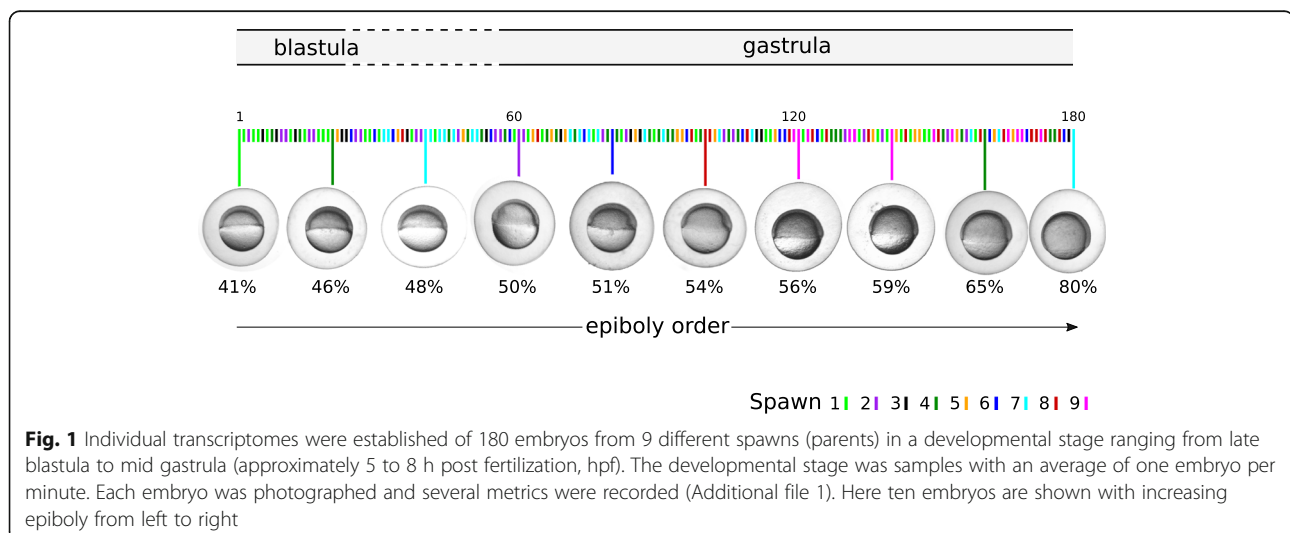 blastula gastrula
1 60 120 180
41% 46% 48% 50% 51% 54% 56% 59% 65% 80%
epiboly order
Spawn 1 2 3 4 5 6 7 8 9
Fig. 1 Individual transcriptomes were established of 180 embryos from 9 different spawns (parents) in a developmental stage ranging from late
blastula to mid gastrula (approximately 5 to 8 h post fertilization, hpf). The developmental stage was samples with an average of one embryo per
minute. Each embryo was photographed and several metrics were recorded (Additional file 1). Here ten embryos are shown with increasing
epiboly from left to right